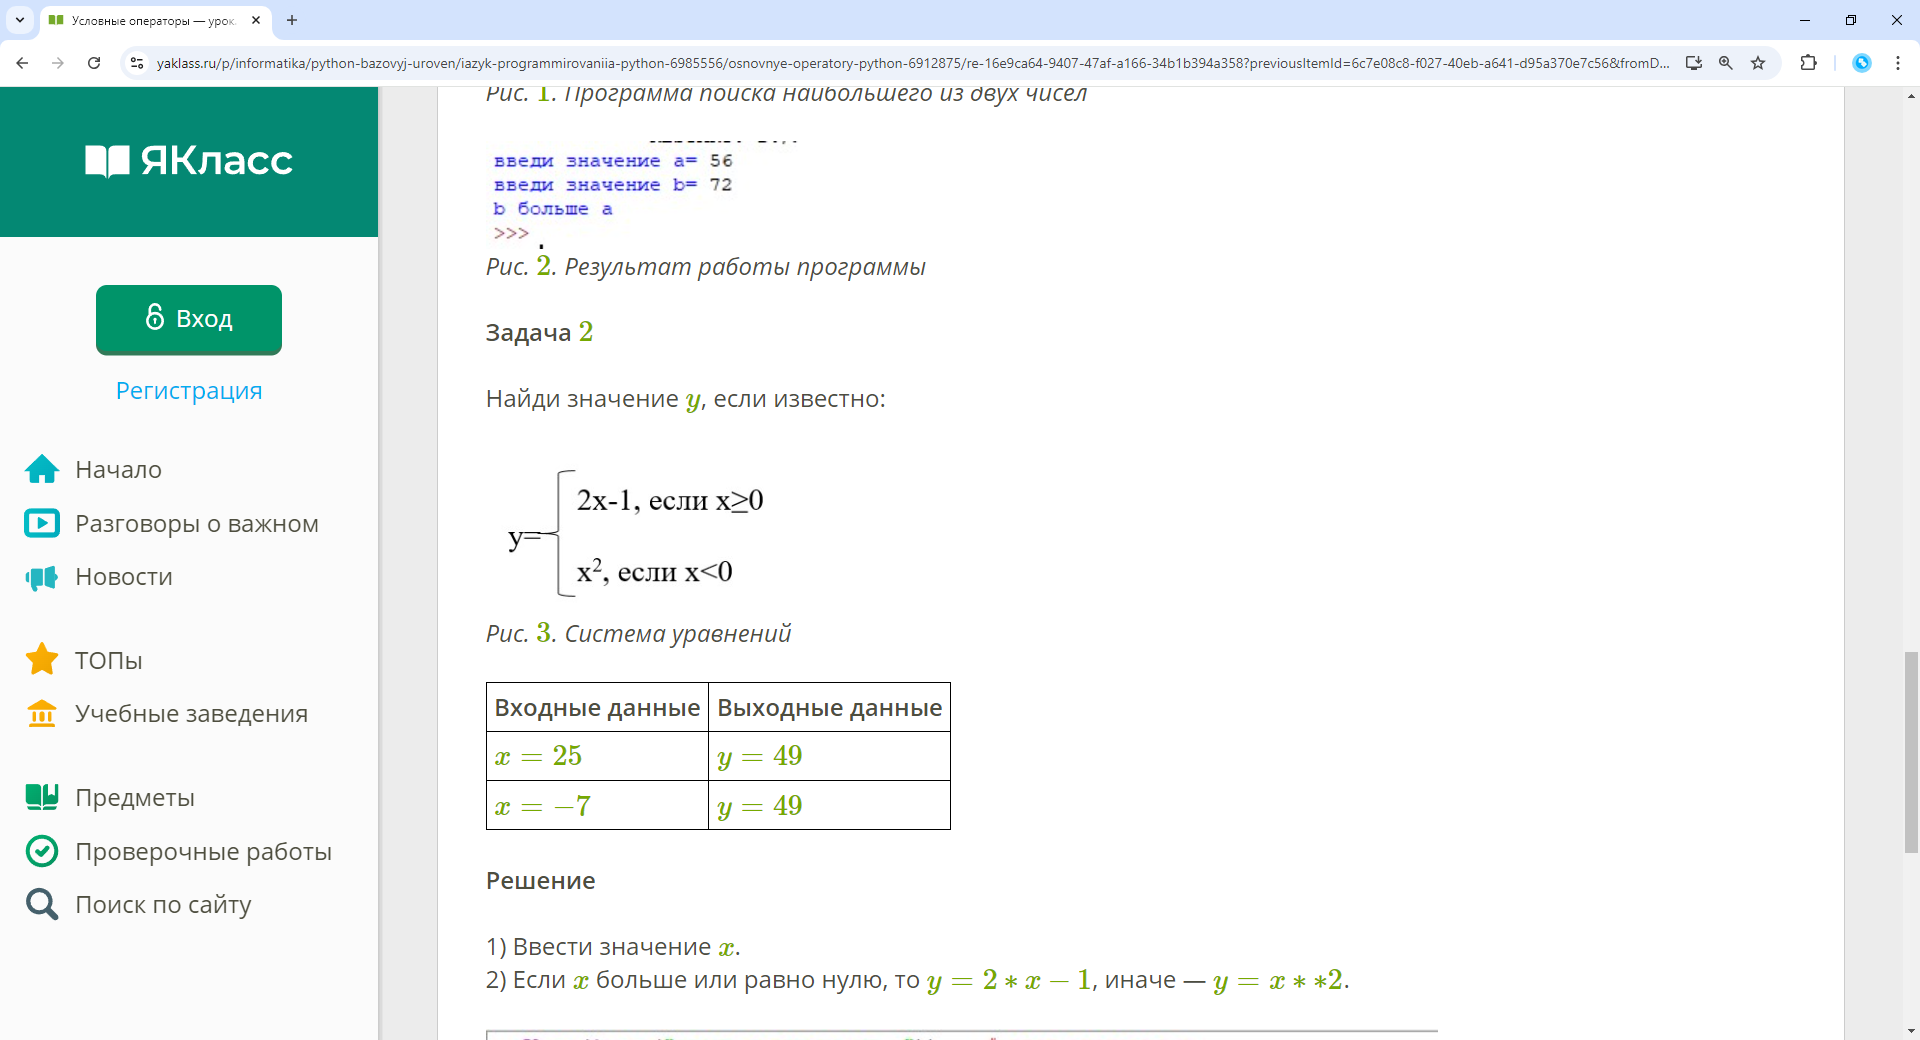 Условные операторы — урок.
yaklass.ru/p/informatika/python-bazovyj-uroven/iazyk-programmirovaniia-python-6985556/osnovnye-operatory-python-6912875/re-16e9ca64-9407-47af-a166-34b1b394a358?previousItemId=6c7e08c8-f027-40eb-a641-d95a370e7c56&fromD...
ЯКласс
Вход
Регистрация
Начало
Разговоры о важном
Новости
ТОПы
Учебные заведения
Предметы
Проверочные работы
Поиск по сайту
Рис. 1. Программа поиска наибольшего из двух чисел
введи значение a= 56
введи значение b= 72
b больше a
>>>
Рис. 2. Результат работы программы
Задача 2
Найди значение y, если известно:
2x-1, если x≥0
y=
x², если x<0
Рис. 3. Система уравнений
Входные данные Выходные данные
x = 25 y = 49
x = −7 y = 49
Решение
1) Ввести значение x.
2) Если x больше или равно нулю, то y = 2 ∗ x − 1, иначе — y = x ∗ ∗2.